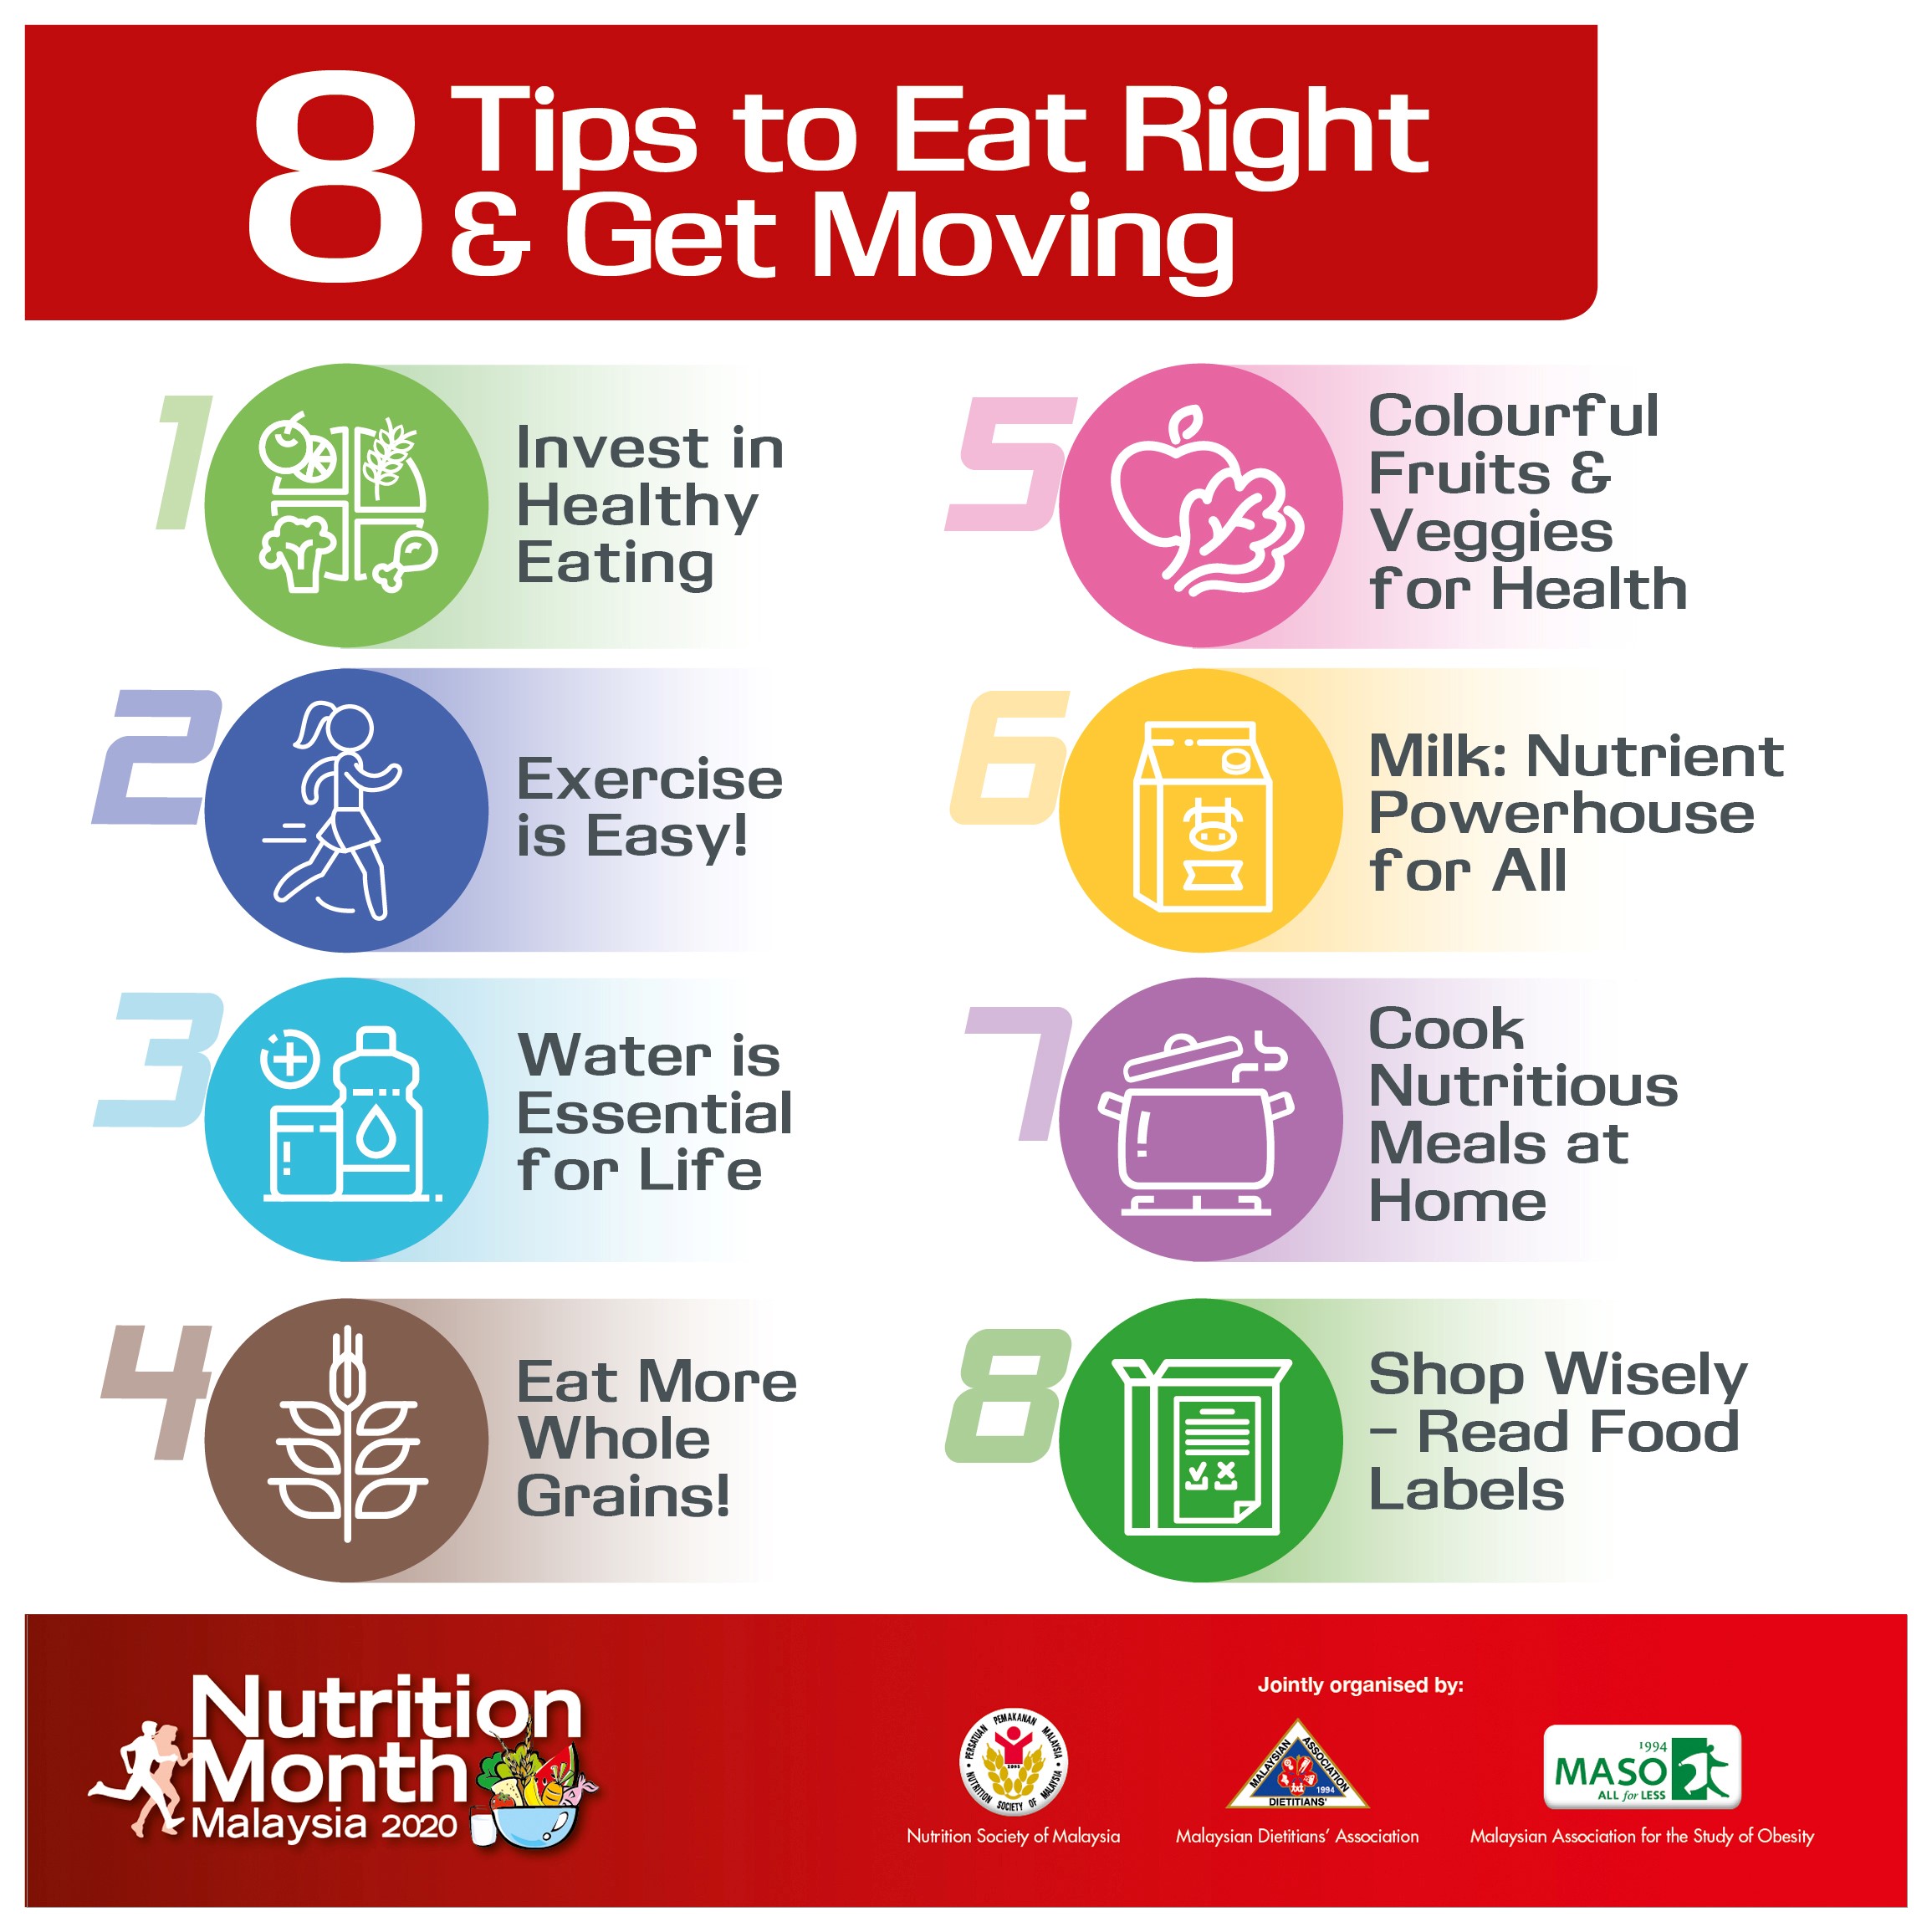 8 Tips to Eat Right
& Get Moving
1
Invest in
Healthy
Eating
2
Exercise
is Easy!
3
Water is
Essential
for Life
4
Eat More
Whole
Grains!
5
Colourful
Fruits &
Veggies
for Health
6
Milk: Nutrient
Powerhouse
for All
7
Cook
Nutritious
Meals at
Home
8
Shop Wisely
– Read Food
Labels
Nutrition
Month
Malaysia 2020
Jointly organised by:
PERSATUAN PEMAKANAN MALAYSIA
NUTRITION SOCIETY OF MALAYSIA
Nutrition Society of Malaysia
MALAYSIAN
ASSOCIATION
1994
DIETITIANS'
Malaysian Dietitians' Association
1994
MASO
ALL for LESS
Malaysian Association for the Study of Obesity